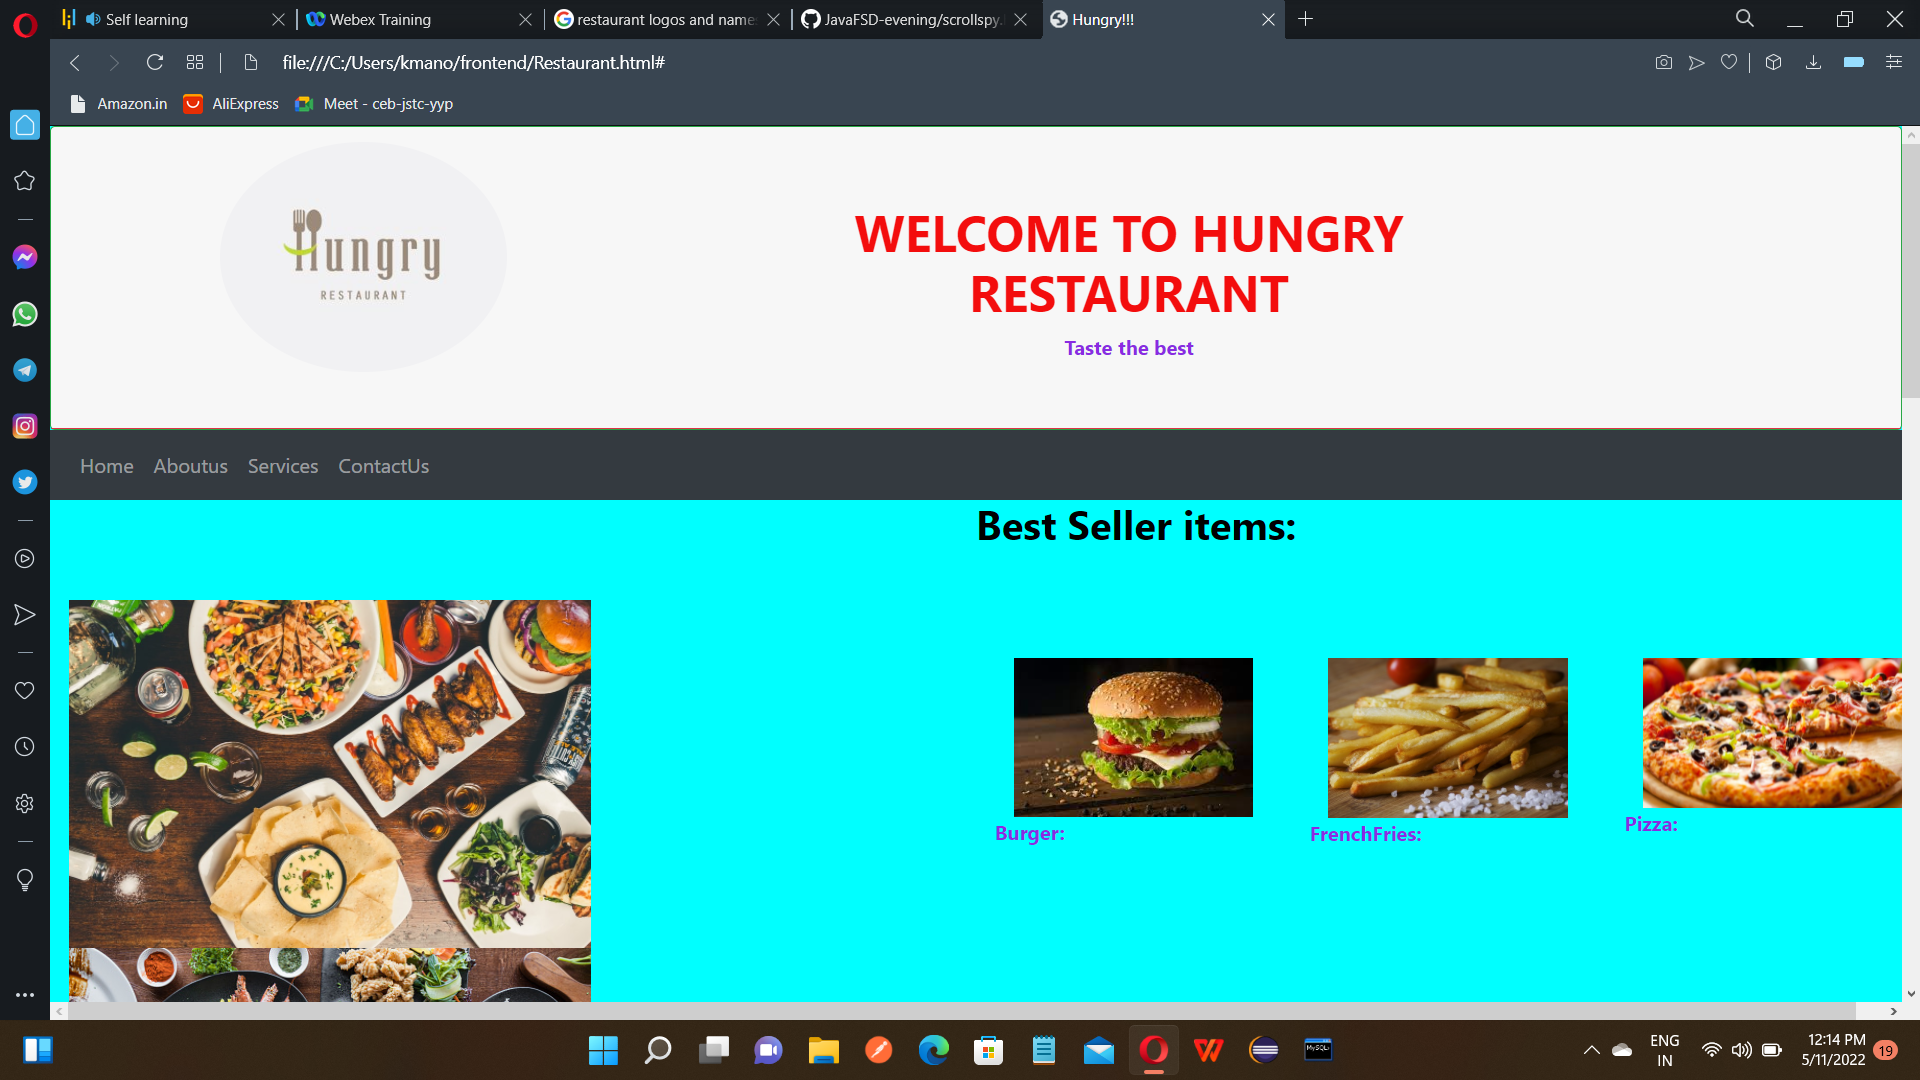 Self learning
Webex Training
restaurant logos and name
JavaFSD-evening/scrollspy.
Hungry!!!
file:///C:/Users/kmano/frontend/Restaurant.html#
Amazon.in
AliExpress
Meet - ceb-jstc-yyp
Hungry
RESTAURANT
WELCOME TO HUNGRY
RESTAURANT
Taste the best
Home
Aboutus
Services
ContactUs
Best Seller items:
Burger:
FrenchFries:
Pizza:
MySQL
ENG
IN
12:14 PM
5/11/2022
19